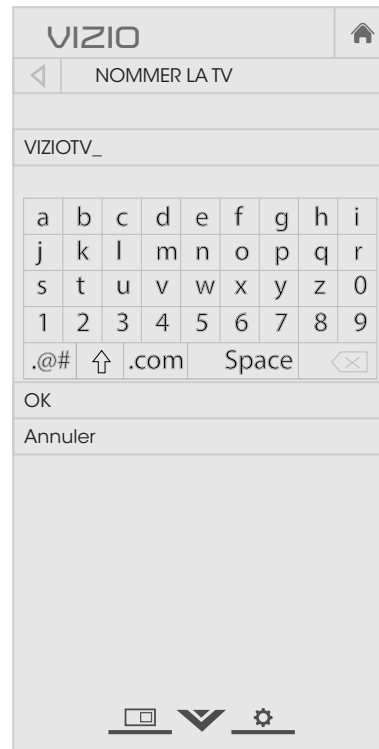 VIZIO
NOMMER LA TV
VIZIOTV_
a b c d e f g h i
j k l m n o p q r
s t u v w x y z 0
1 2 3 4 5 6 7 8 9
.@# .com Space
OK
Annuler